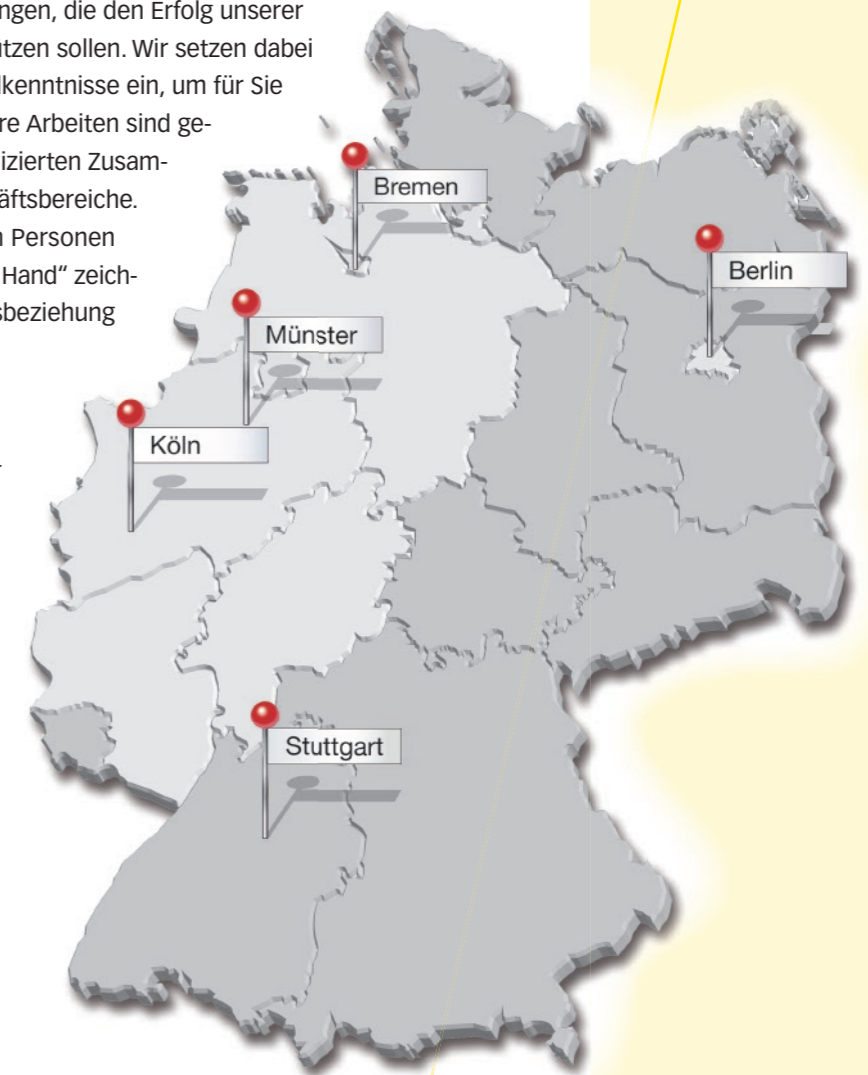 ngen, die den Erfolg unserer
tzen sollen. Wir setzen dabei
lkenntnisse ein, um für Sie
re Arbeiten sind ge-
izierten Zusam-
äftsbereiche.
n Personen
Hand“ zeich-
sbeziehung
Bremen
Berlin
Münster
Köln
Stuttgart